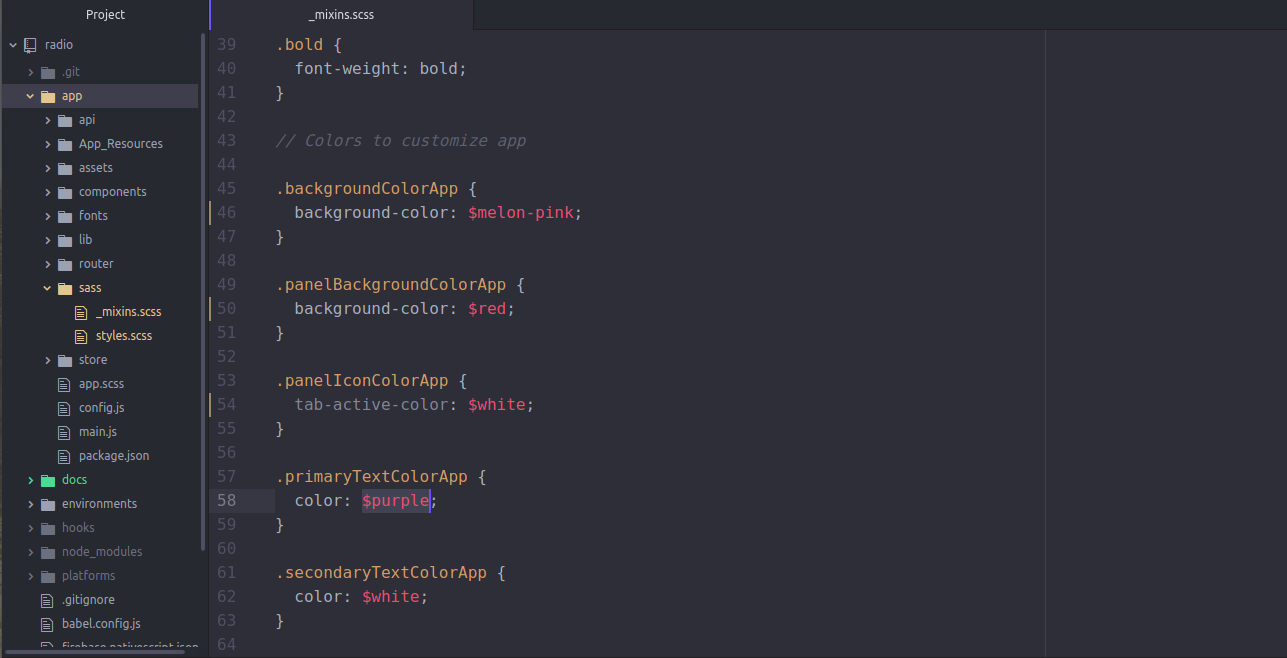 Project
radio
.git
app
api
App_Resources
assets
components
fonts
lib
router
sass
_mixins.scss
styles.scss
store
app.scss
config.js
main.js
package.json
docs
environments
hooks
node_modules
platforms
.gitignore
babel.config.js
firebase.nativescript.json
_mixins.scss
39 .bold {
40 font-weight: bold;
41 }
42
43 // Colors to customize app
44
45 .backgroundColorApp {
46 background-color: $melon-pink;
47 }
48
49 .panelBackgroundColorApp {
50 background-color: $red;
51 }
52
53 .panelIconColorApp {
54 tab-active-color: $white;
55 }
56
57 .primaryTextColorApp {
58 color: $purple;
59 }
60
61 .secondaryTextColorApp {
62 color: $white;
63 }
64